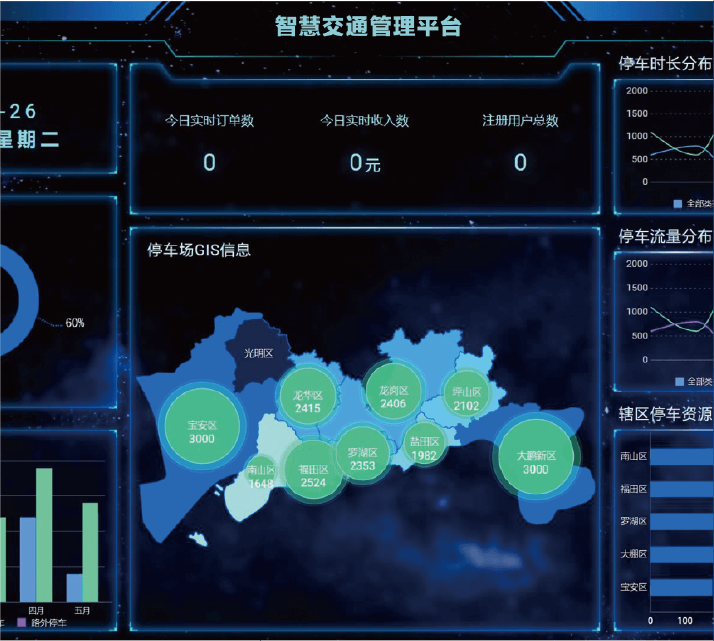 智慧交通管理平台
-26
星期二
60%
四月
五月
路外停车
今日实时订单数
今日实时收入数
注册用户总数
0
0元
0
停车场GIS信息
光明区
宝安区
3000
龙华区
2415
龙岗区
2406
坪山区
2102
南山区
1648
福田区
2524
罗湖区
2353
盐田区
1982
大鹏新区
3000
停车时长分布
2000
1500
1000
500
0
全部类
停车流量分布
2000
1500
1000
500
0
全部类
辖区停车资源
南山区
福田区
罗湖区
大棚区
宝安区
0
100